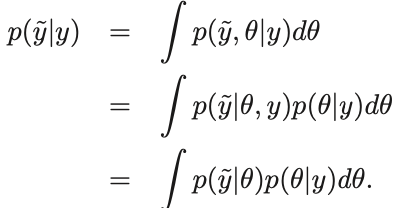 p(ỹ|y) = ∫ p(ỹ, θ|y)dθ
= ∫ p(ỹ|θ, y)p(θ|y)dθ
= ∫ p(ỹ|θ)p(θ|y)dθ.